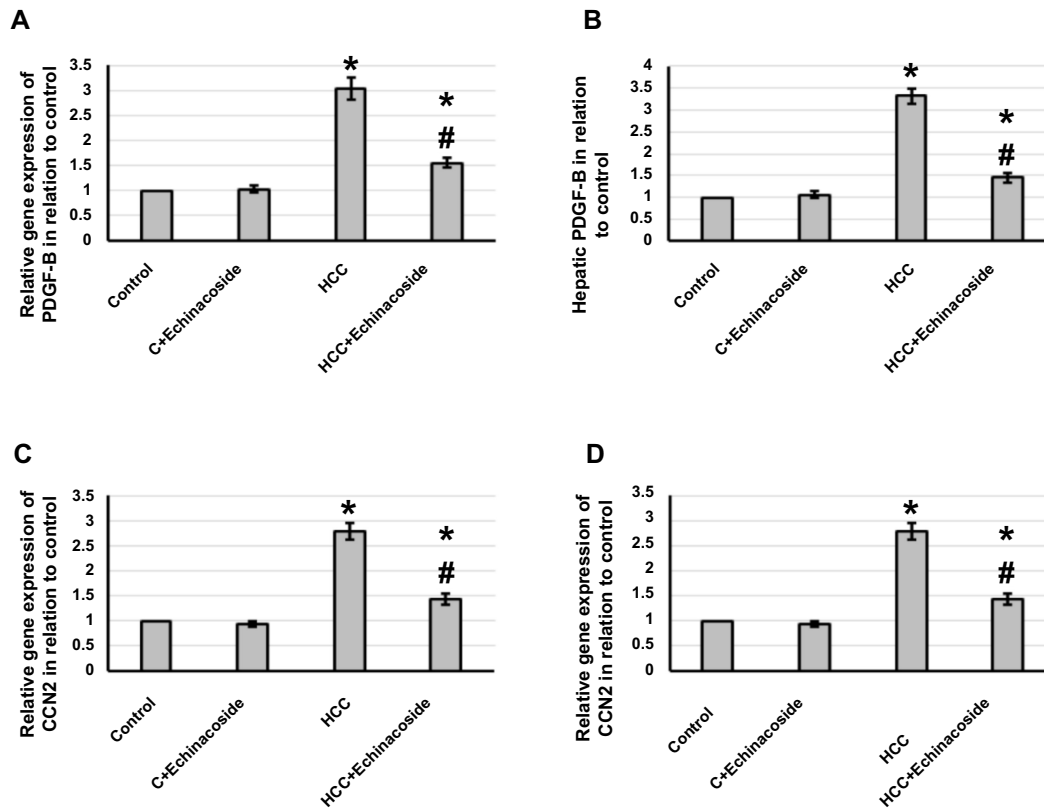 A
Relative gene expression of
PDGF-B in relation to control
3.5
3
2.5
2
1.5
1
0.5
0
*
*
#
Control
C+Echinacoside
HCC
HCC+Echinacoside
B
Hepatic PDGF-B in relation
to control
4
3.5
3
2.5
2
1.5
1
0.5
0
*
*
#
Control
C+Echinacoside
HCC
HCC+Echinacoside
C
Relative gene expression of
CCN2 in relation to control
3.5
3
2.5
2
1.5
1
0.5
0
*
*
#
Control
C+Echinacoside
HCC
HCC+Echinacoside
D
Relative gene expression of
CCN2 in relation to control
3.5
3
2.5
2
1.5
1
0.5
0
*
*
#
Control
C+Echinacoside
HCC
HCC+Echinacoside